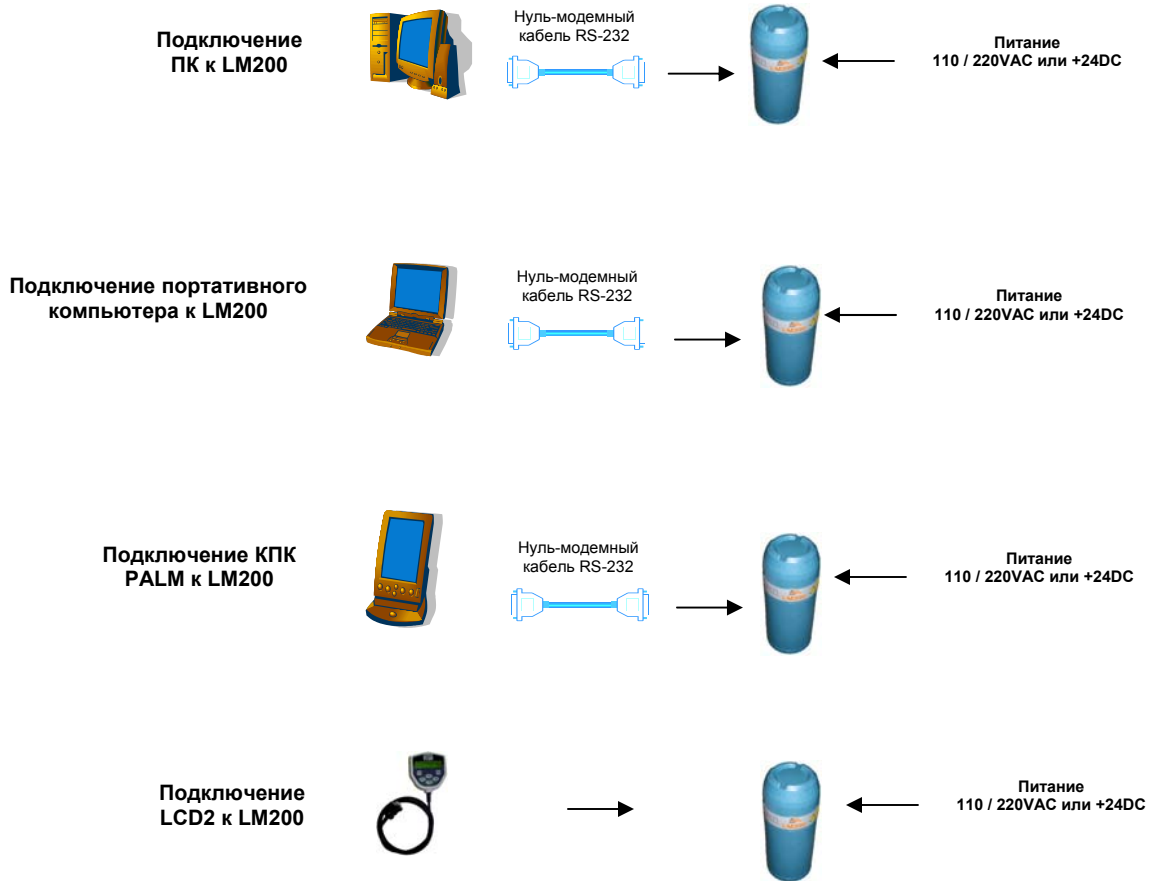 Подключение
ПК к LM200
Нуль-модемный
кабель RS-232
Питание
110 / 220VAC или +24DC
Подключение портативного
компьютера к LM200
Нуль-модемный
кабель RS-232
Питание
110 / 220VAC или +24DC
Подключение КПК
PALM к LM200
Нуль-модемный
кабель RS-232
Питание
110 / 220VAC или +24DC
Подключение
LCD2 к LM200
Питание
110 / 220VAC или +24DC